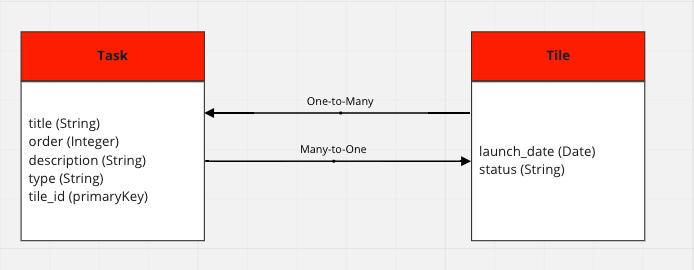 Task
title (String)
order (Integer)
description (String)
type (String)
tile_id (primaryKey)
One-to-Many
Many-to-One
Tile
launch_date (Date)
status (String)